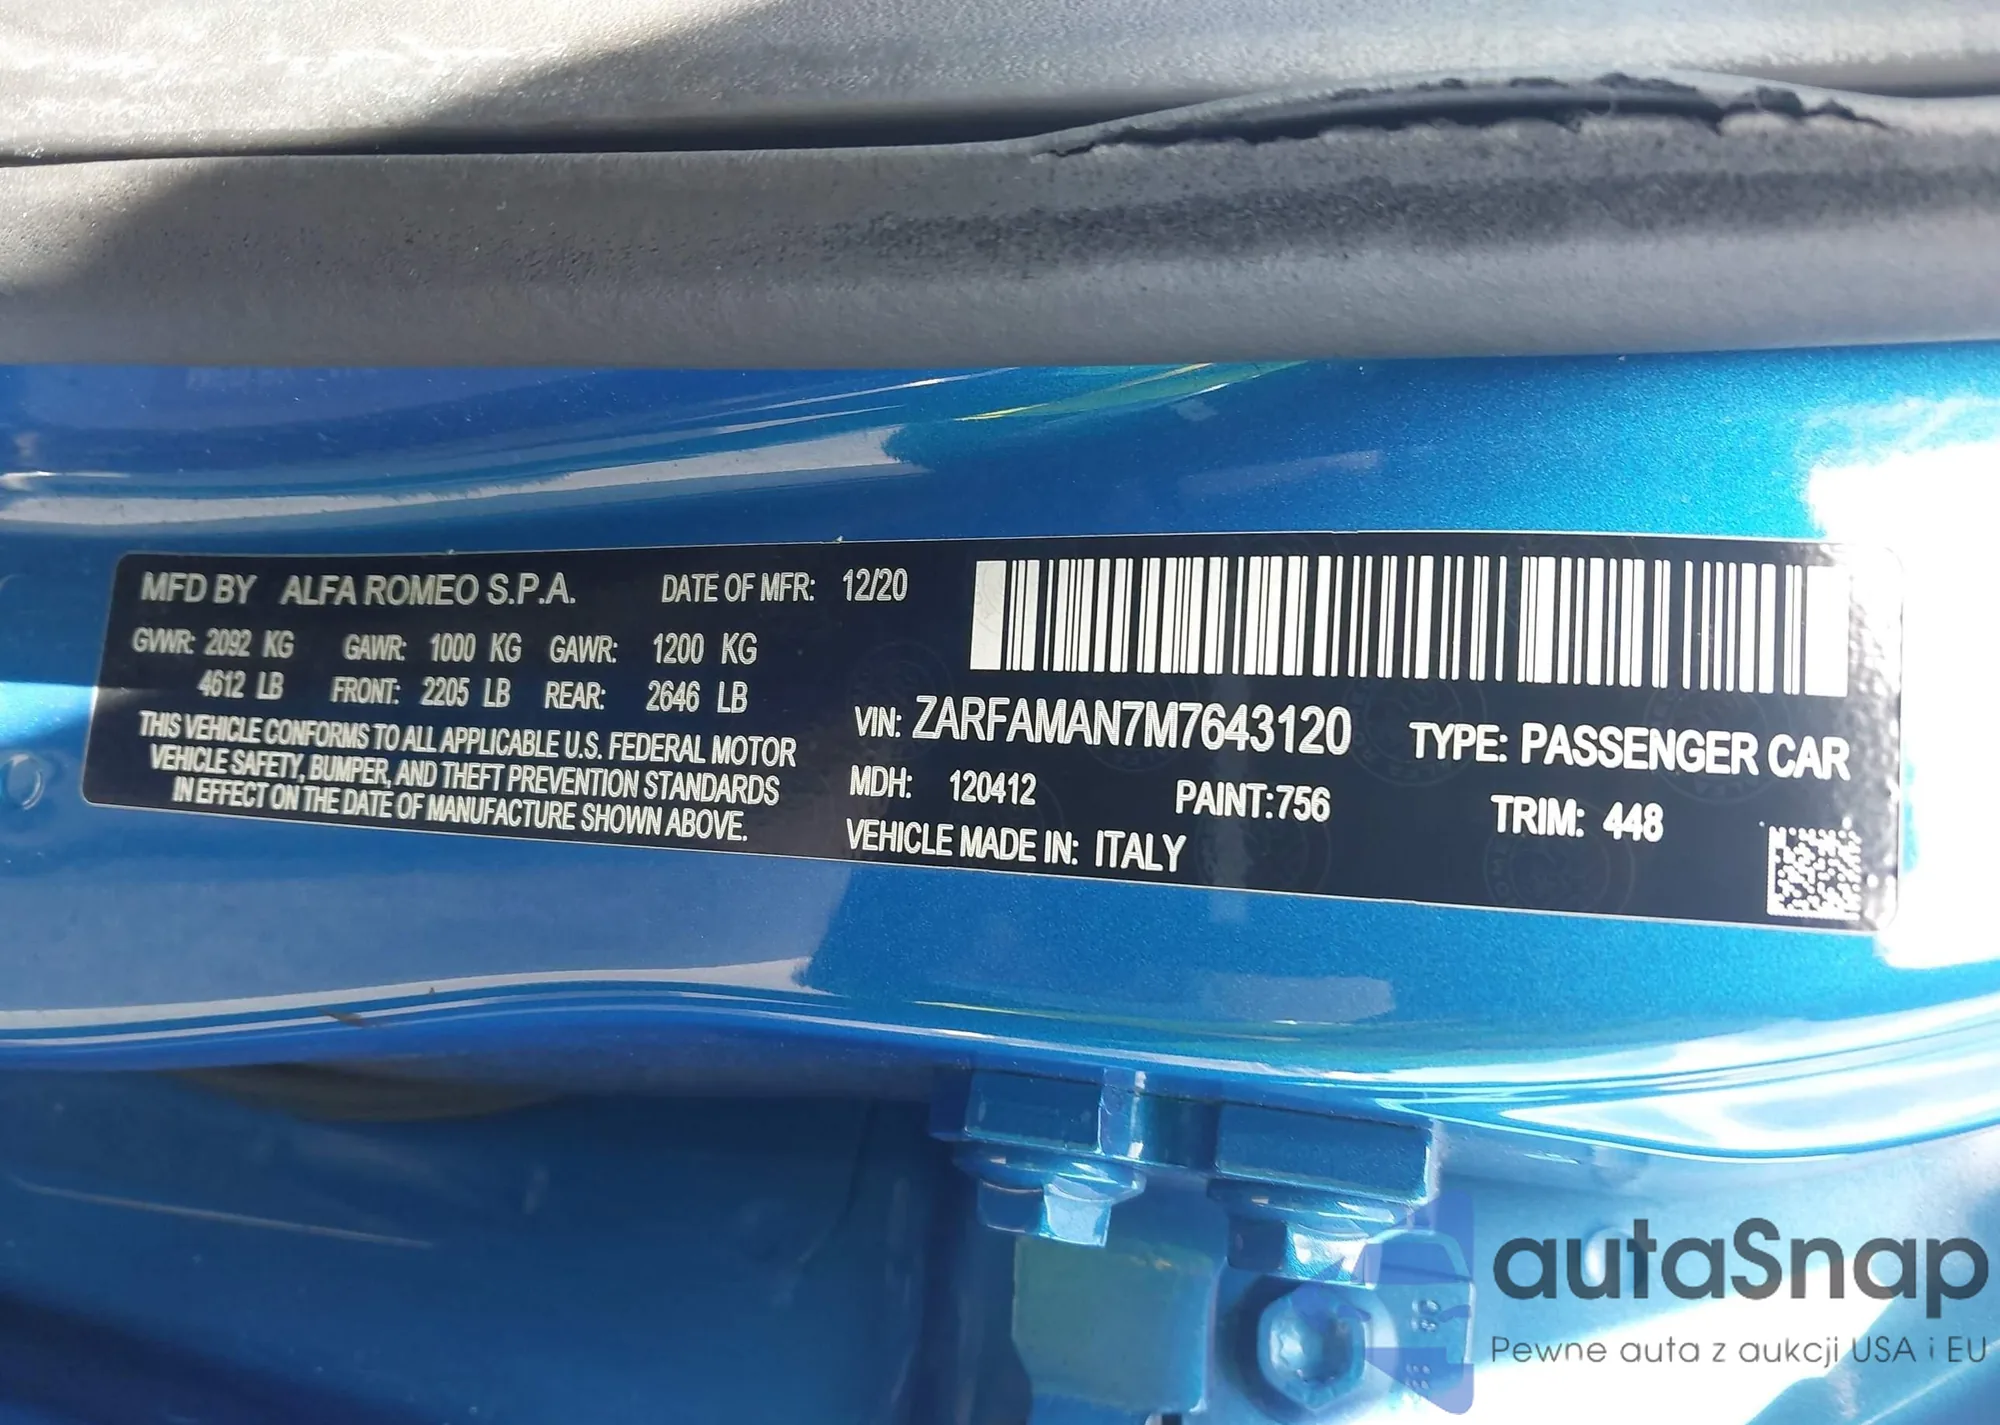 MFD BY ALFA ROMEO S.P.A. DATE OF MFR: 12/20
GVWR: 2092 KG GAWR: 1000 KG GAWR: 1200 KG
4612 LB FRONT: 2205 LB REAR: 2646 LB
THIS VEHICLE CONFORMS TO ALL APPLICABLE U.S. FEDERAL MOTOR
VEHICLE SAFETY, BUMPER, AND THEFT PREVENTION STANDARDS
IN EFFECT ON THE DATE OF MANUFACTURE SHOWN ABOVE.
VIN: ZARFAMAN7M7643120 TYPE: PASSENGER CAR
MDH: 120412 PAINT:756 TRIM: 448
VEHICLE MADE IN: ITALY
autaSnap
Pewne auta z aukcji USA i EU